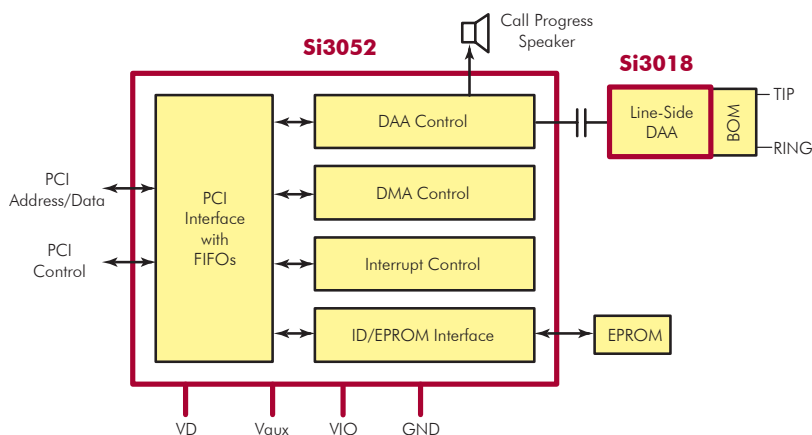 Call Progress
Speaker
Si3052
Si3018
DAA Control
Line-Side
DAA
BOM
TIP
RING
PCI
Address/Data
PCI
Interface
with
FIFOs
DMA Control
PCI
Control
Interrupt Control
ID/EPROM Interface
EPROM
VD
Vaux
VIO
GND